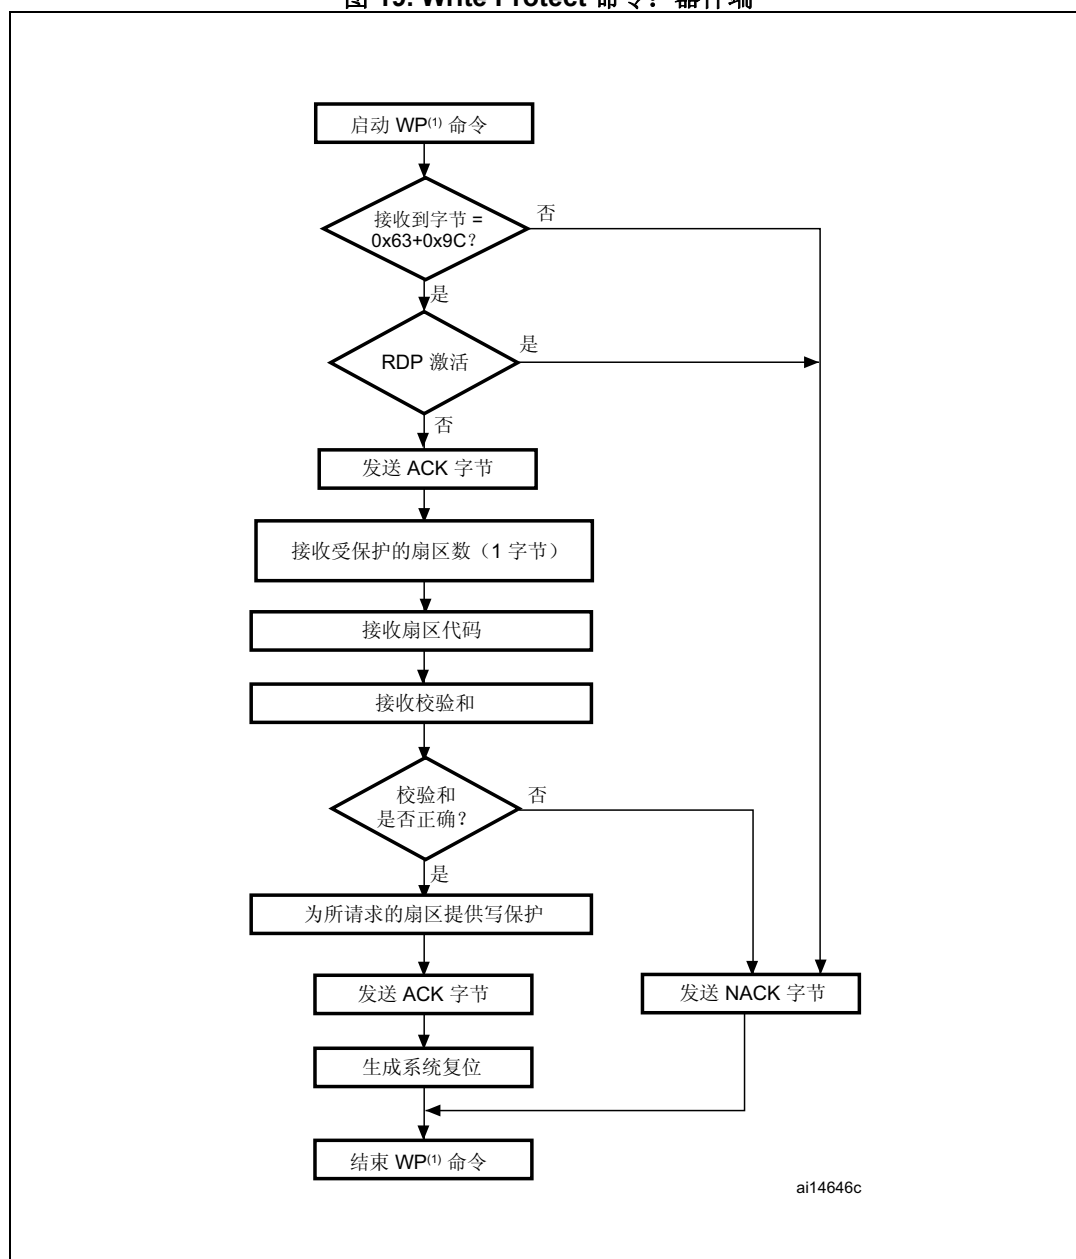 图 19. Write Protect 命令：器件端
启动 WP(1) 命令
接收到字节 =
0x63+0x9C？
否
是
RDP 激活
是
否
发送 ACK 字节
接收受保护的扇区数（1 字节）
接收扇区代码
接收校验和
校验和
是否正确？
否
是
为所请求的扇区提供写保护
发送 ACK 字节
发送 NACK 字节
生成系统复位
结束 WP(1) 命令
ai14646c